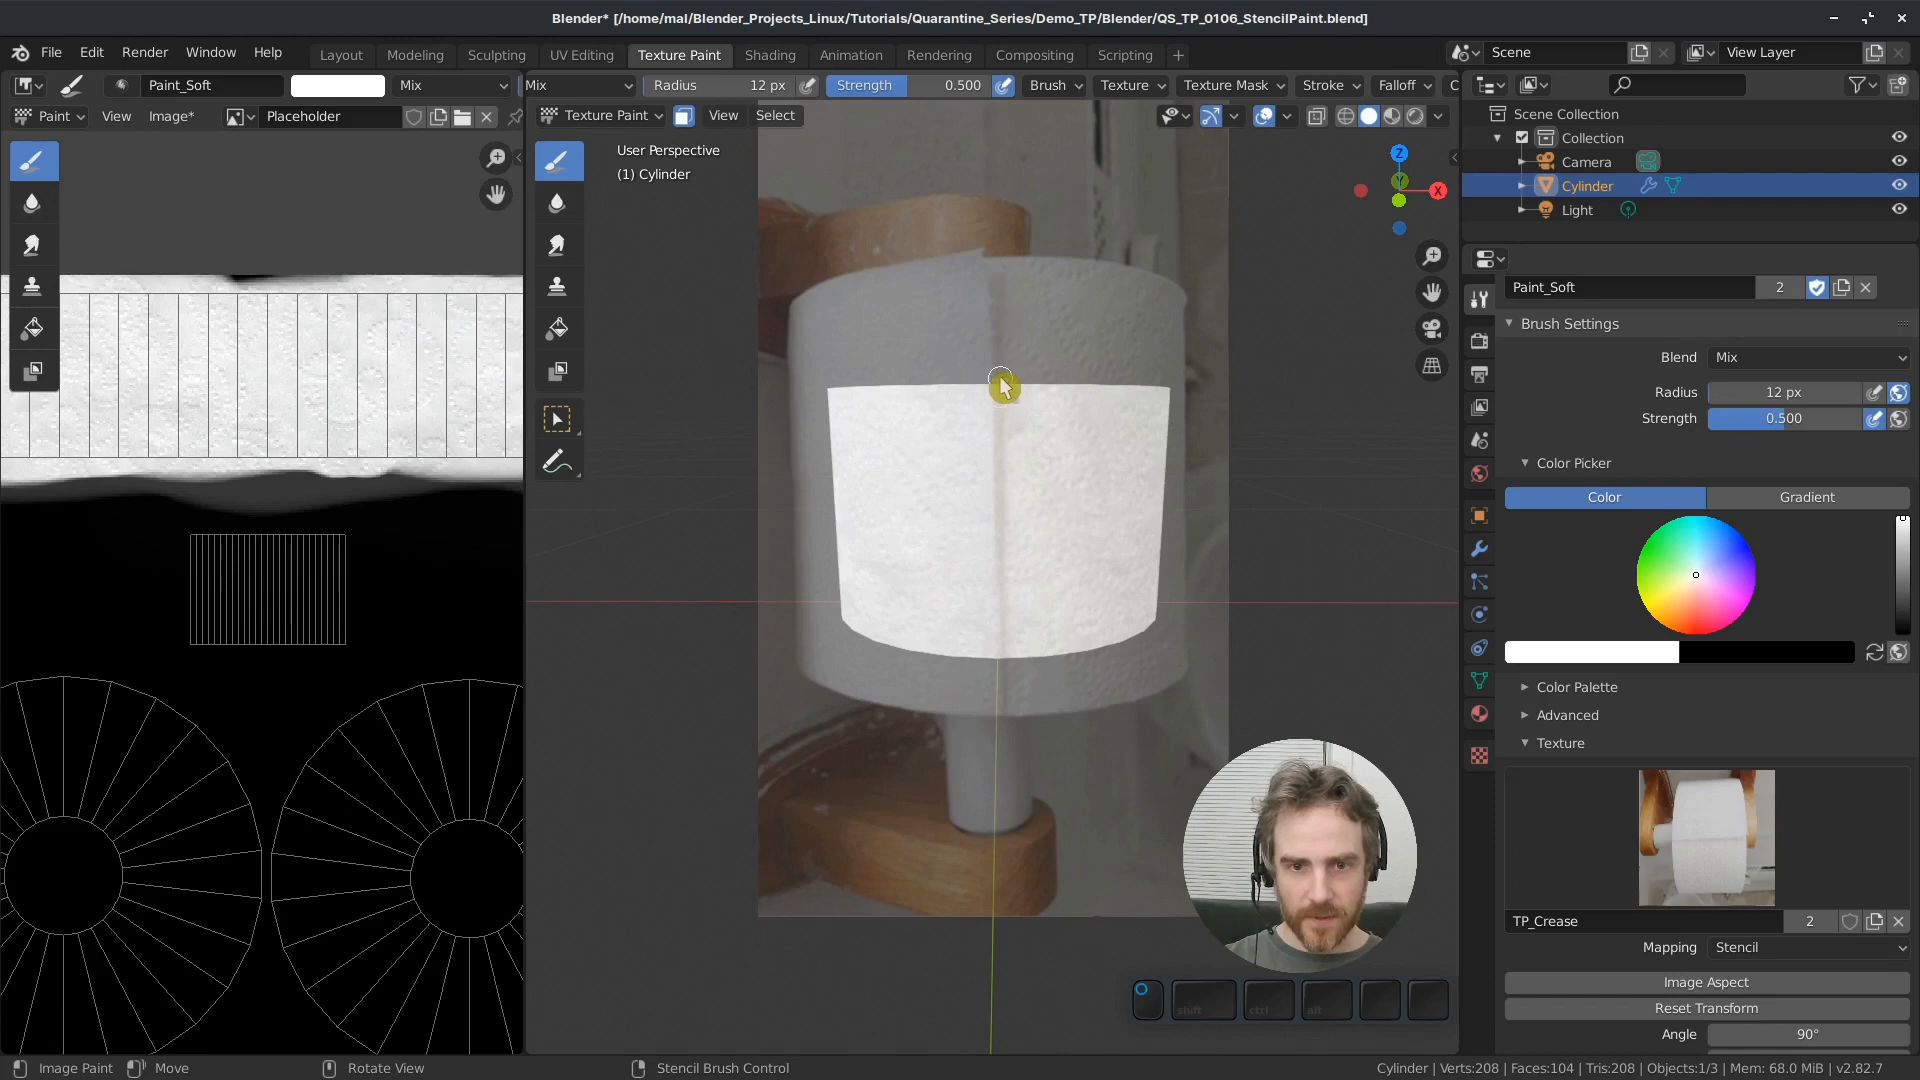 Blender* [/home/mal/Blender_Projects_Linux/Tutorials/Quarantine_Series/Demo_TP/Blender/QS_TP_0106_StencilPaint.blend]
File Edit Render Window Help Layout Modeling Sculpting UV Editing Texture Paint Shading Animation Rendering Compositing Scripting + Scene View Layer
Paint_Soft Mix Mix Radius 12 px Strength 0.500 Brush Texture Texture Mask Stroke Falloff C
Paint View Image* Placeholder Texture Paint View Select
User Perspective
(1) Cylinder
Z
Y
X
Scene Collection
Collection
Camera
Cylinder
Light
Paint_Soft 2
Brush Settings
Blend Mix
Radius 12 px
Strength 0.500
Color Picker
Color Gradient
Color Palette
Advanced
Texture
TP_Crease 2
Mapping Stencil
Image Aspect
Reset Transform
Angle 90°
shift ctrl alt
Image Paint Move Rotate View Stencil Brush Control Cylinder | Verts:208 | Faces:104 | Tris:208 | Objects:1/3 | Mem: 68.0 MiB | v2.82.7